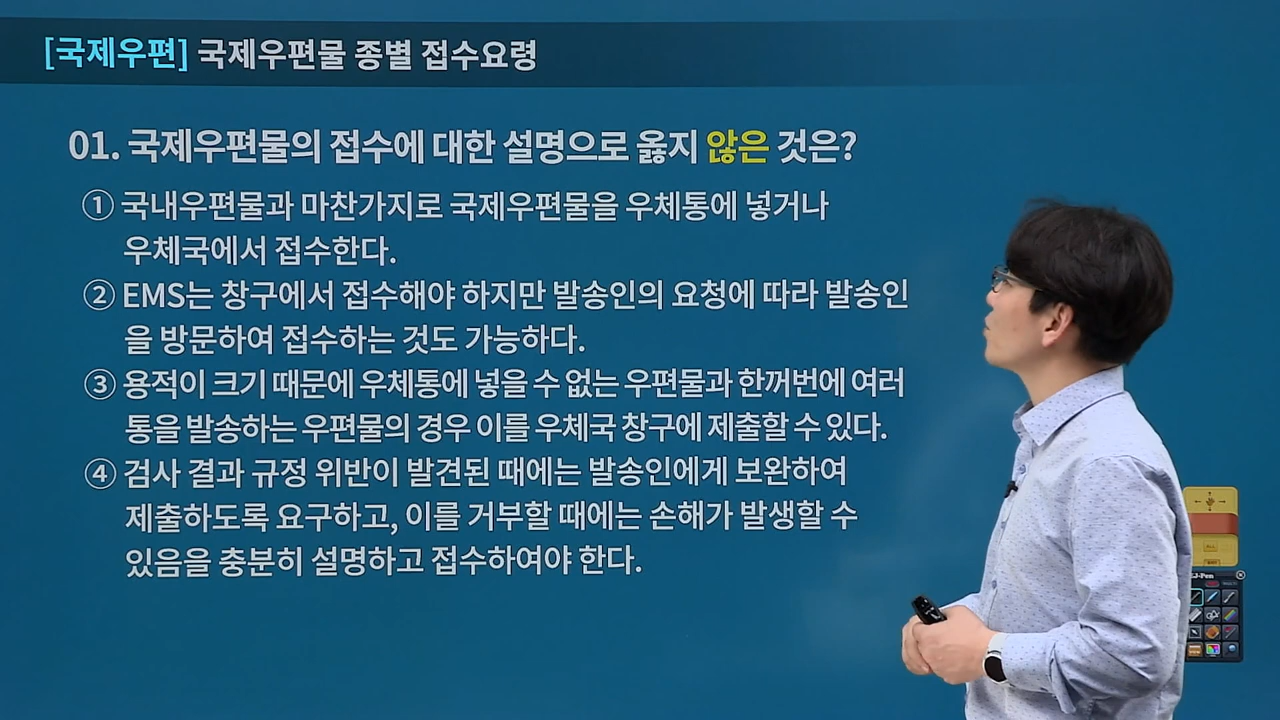 [국제우편] 국제우편물 종별 접수요령
01. 국제우편물의 접수에 대한 설명으로 옳지 않은 것은?
① 국내우편물과 마찬가지로 국제우편물을 우체통에 넣거나
우체국에서 접수한다.
② EMS는 창구에서 접수해야 하지만 발송인의 요청에 따라 발송인
을 방문하여 접수하는 것도 가능하다.
③ 용적이 크기 때문에 우체통에 넣을 수 없는 우편물과 한꺼번에 여러
통을 발송하는 우편물의 경우 이를 우체국 창구에 제출할 수 있다.
④ 검사 결과 규정 위반이 발견된 때에는 발송인에게 보완하여
제출하도록 요구하고, 이를 거부할 때에는 손해가 발생할 수
있음을 충분히 설명하고 접수하여야 한다.